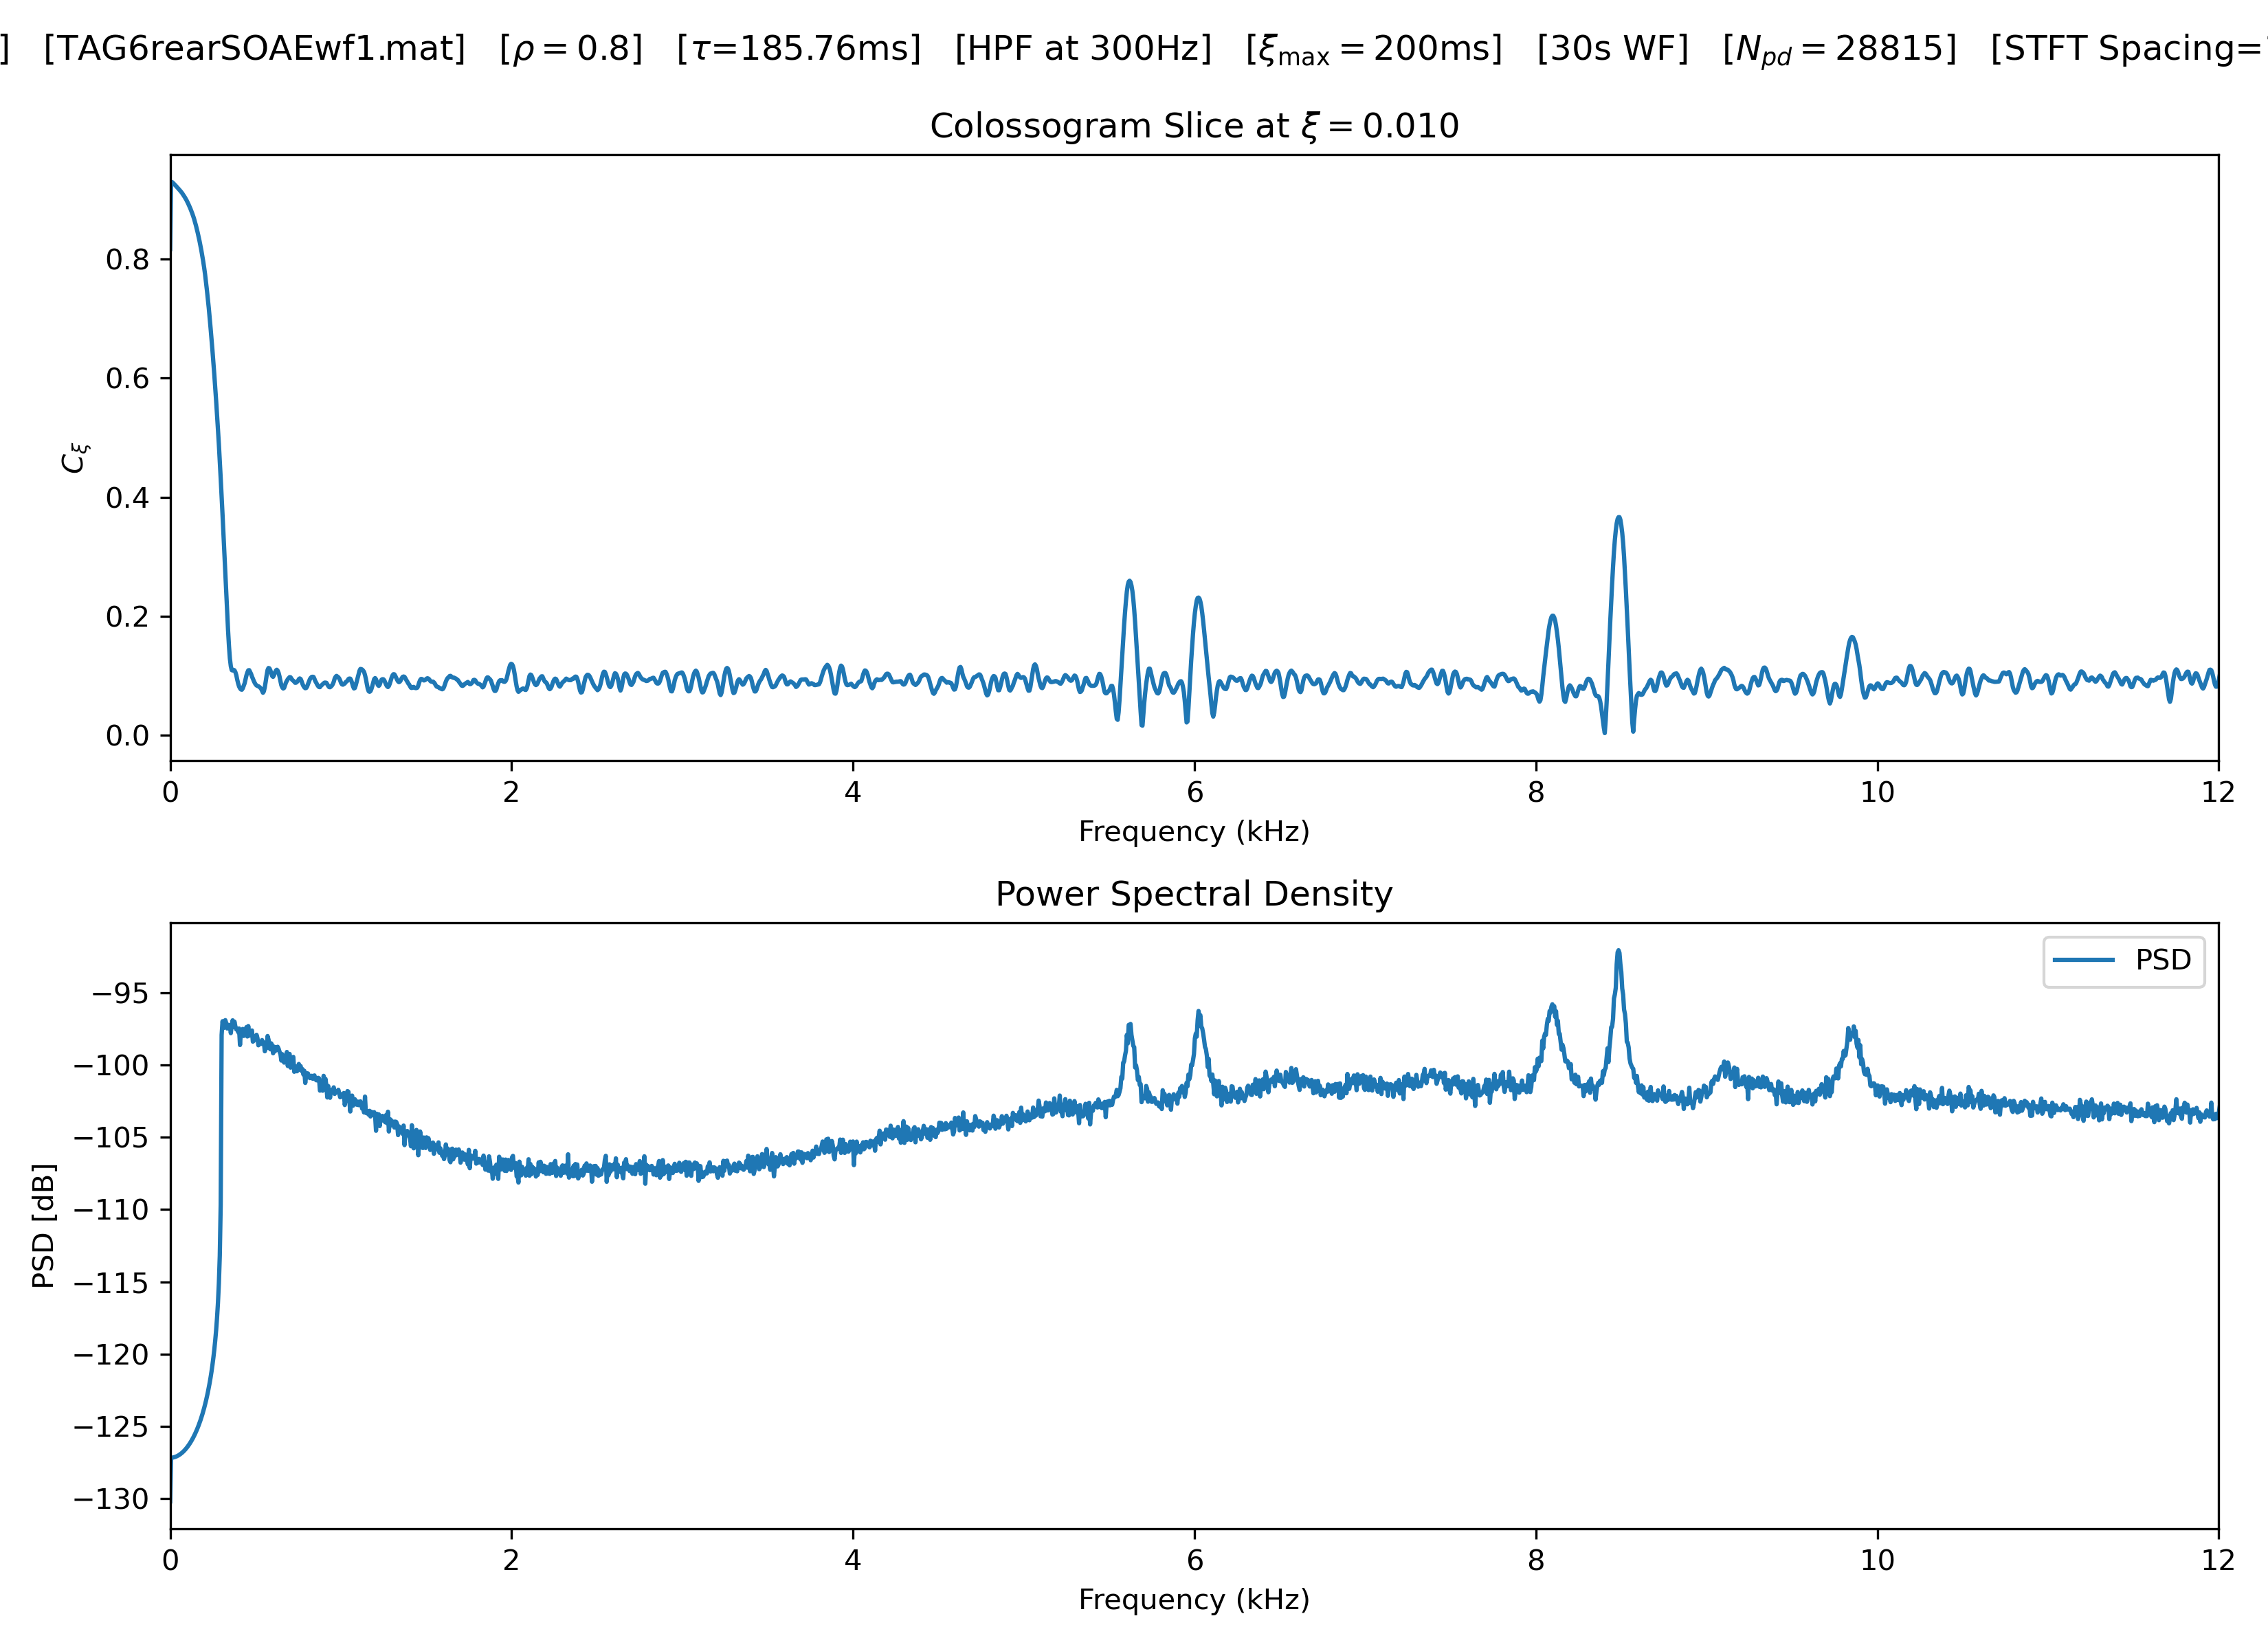 ] [TAG6rearSOAEwf1.mat] [ρ = 0.8] [τ=185.76ms] [HPF at 300Hz] [ξmax = 200ms] [30s WF] [Npd = 28815] [STFT Spacing=
Colossogram Slice at ξ = 0.010
Cξ
0.8
0.6
0.4
0.2
0.0
0 2 4 6 8 10 12
Frequency (kHz)
Power Spectral Density
PSD
PSD [dB]
−95
−100
−105
−110
−115
−120
−125
−130
0 2 4 6 8 10 12
Frequency (kHz)